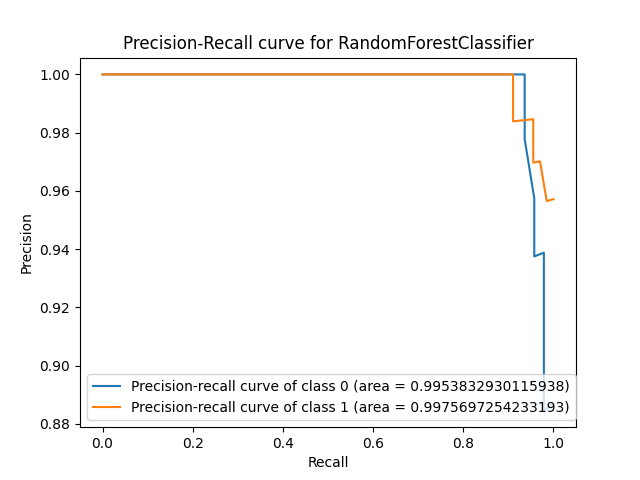 Precision-Recall curve for RandomForestClassifier
1.00
0.98
0.96
0.94
0.92
0.90
0.88
Precision
Precision-recall curve of class 0 (area = 0.9953832930115938)
Precision-recall curve of class 1 (area = 0.9975697254233193)
0.0 0.2 0.4 0.6 0.8 1.0
Recall